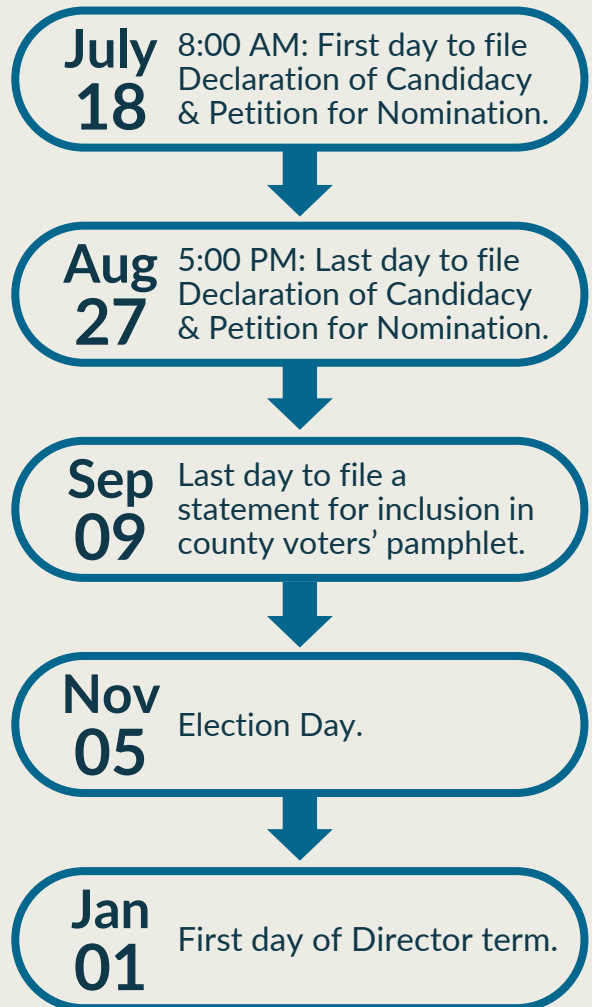 July
18
8:00 AM: First day to file
Declaration of Candidacy
& Petition for Nomination.
Aug
27
5:00 PM: Last day to file
Declaration of Candidacy
& Petition for Nomination.
Sep
09
Last day to file a
statement for inclusion in
county voters’ pamphlet.
Nov
05
Election Day.
Jan
01
First day of Director term.